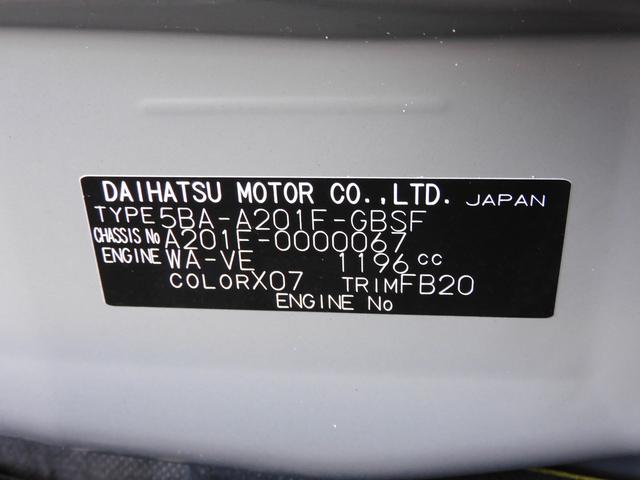 DAIHATSU MOTOR CO.,LTD. JAPAN
TYPE 5BA-A201F-GBSF
CHASSIS No A201F-0000067
ENGINE WA-VE 1196 cc
COLOR X07 TRIM FB20
ENGINE No